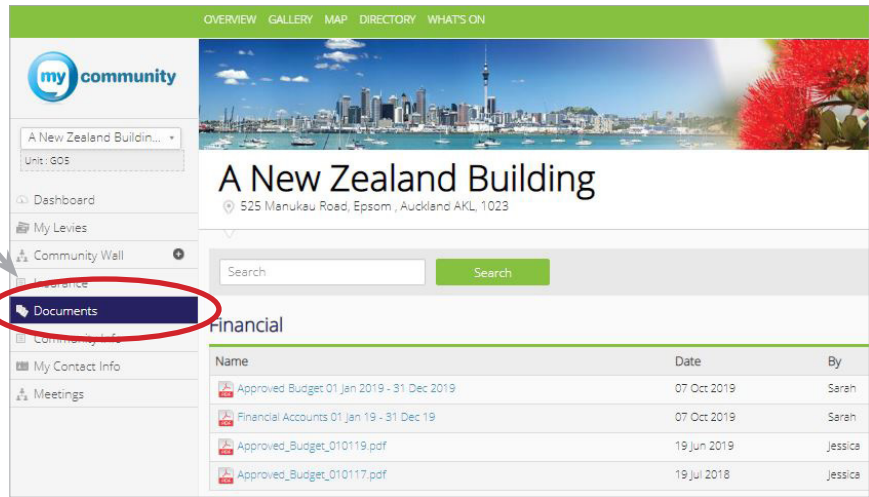 OVERVIEW GALLERY MAP DIRECTORY WHAT'S ON
my community
A New Zealand Buildin...
Unit : G05
Dashboard
My Levies
Community Wall
Insurance
Documents
Community Info
My Contact Info
Meetings
A New Zealand Building
525 Manukau Road, Epsom , Auckland AKL, 1023
Search Search
Financial
Name Date By
Approved Budget 01 Jan 2019 - 31 Dec 2019 07 Oct 2019 Sarah
Financial Accounts 01 Jan 19 - 31 Dec 19 07 Oct 2019 Sarah
Approved_Budget_010119.pdf 19 Jun 2019 Jessica
Approved_Budget_010117.pdf 19 Jul 2018 Jessica